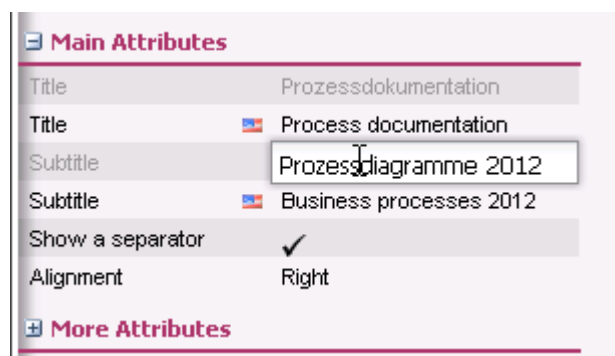 Main Attributes
Title Prozessdokumentation
Title Process documentation
Subtitle Prozessdiagramme 2012
Subtitle Business processes 2012
Show a separator
Alignment Right
More Attributes